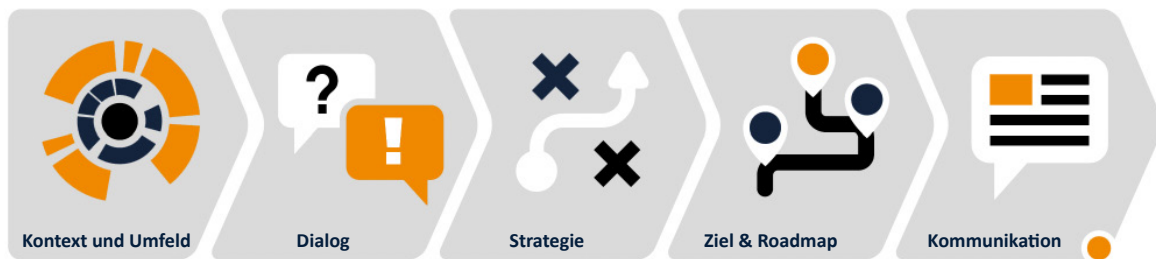 ?
!
Kontext und Umfeld
Dialog
Strategie
Ziel & Roadmap
Kommunikation